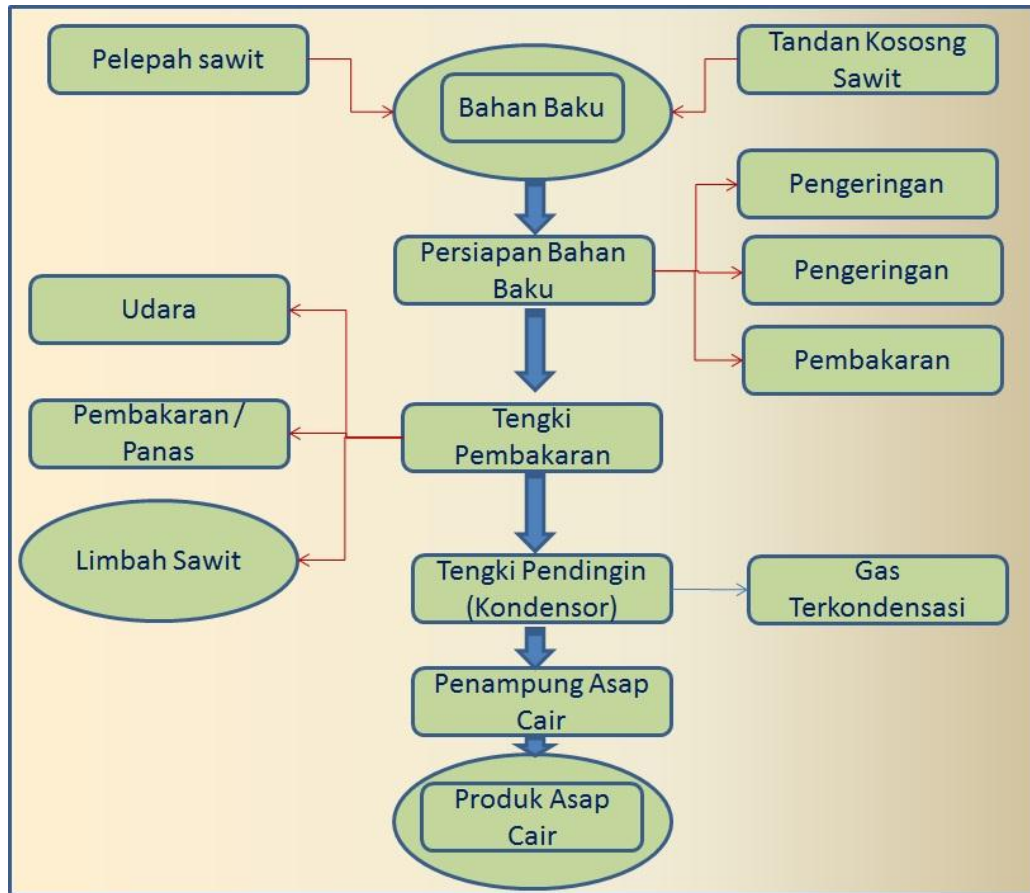 Pelepah sawit
Bahan Baku
Tandan Kososng
Sawit
Pengeringan
Persiapan Bahan
Baku
Pengeringan
Udara
Pembakaran
Pembakaran /
Panas
Tengki
Pembakaran
Limbah Sawit
Tengki Pendingin
(Kondensor)
Gas
Terkondensasi
Penampung Asap
Cair
Produk Asap
Cair